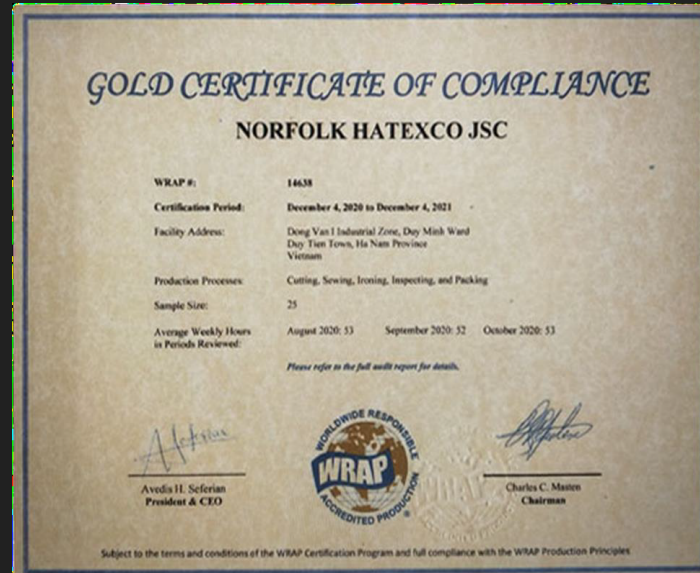 GOLD CERTIFICATE OF COMPLIANCE
NORFOLK HATEXCO JSC
WRAP #: 14638
Certification Period: December 4, 2020 to December 4, 2021
Facility Address: Dong Van I Industrial Zone, Duy Minh Ward
Duy Tien Town, Ha Nam Province
Vietnam
Production Processes: Cutting, Sewing, Ironing, Inspecting, and Packing
Sample Size: 25
Average Weekly Hours August 2020: 53 September 2020: 52 October 2020: 53
in Periods Reviewed:
Please refer to the full audit report for details.
WORLDWIDE RESPONSIBLE
WRAP
ACCREDITED PRODUCTION
®
WRAP
Avedis H. Seferian
President & CEO
Charles C. Masten
Chairman
Subject to the terms and conditions of the WRAP Certification Program and full compliance with the WRAP Production Principles